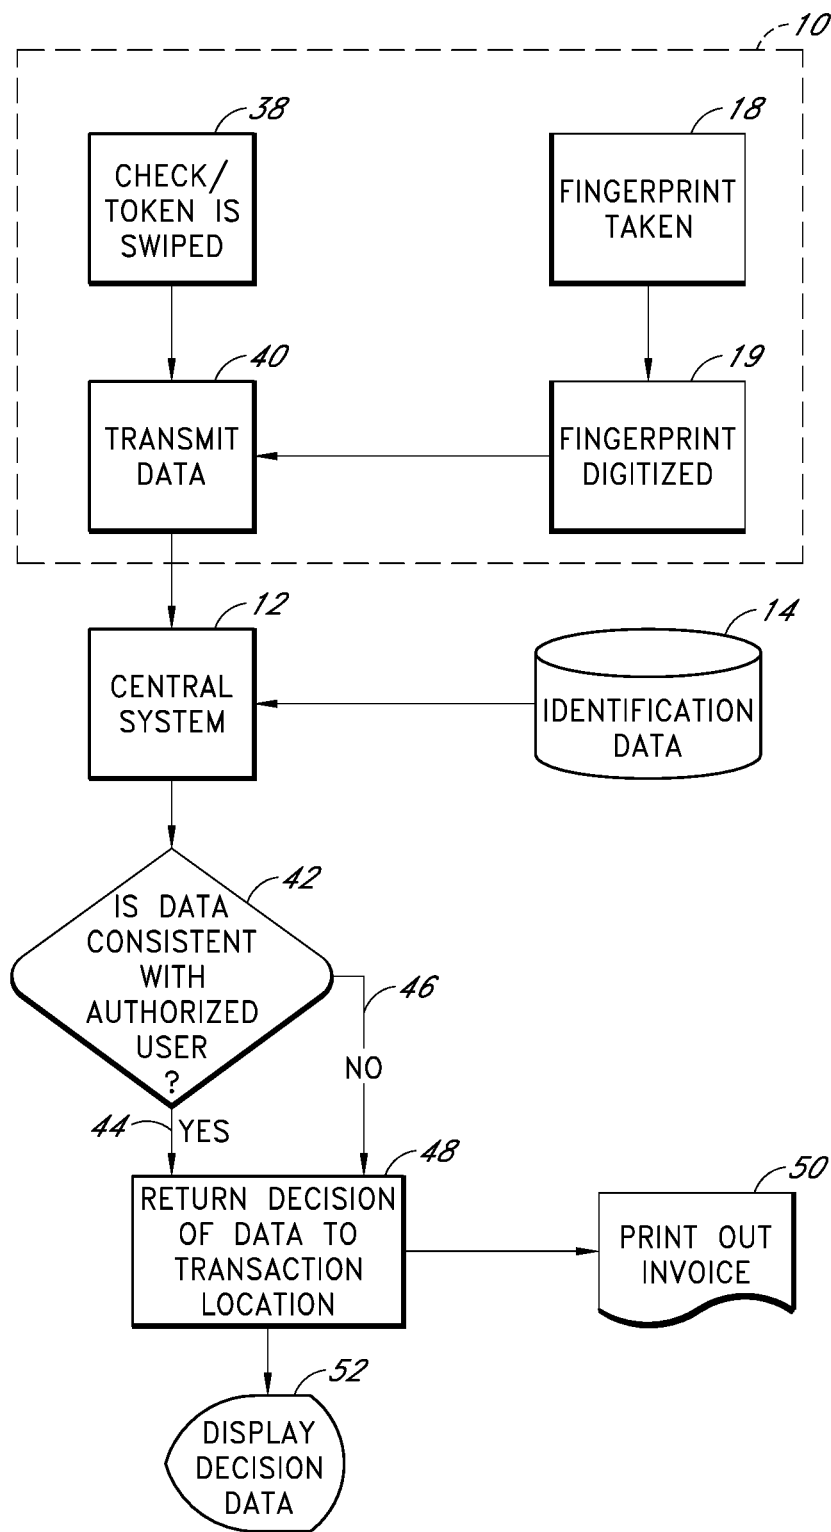 10
38
CHECK/
TOKEN IS
SWIPED
18
FINGERPRINT
TAKEN
40
TRANSMIT
DATA
19
FINGERPRINT
DIGITIZED
12
CENTRAL
SYSTEM
14
IDENTIFICATION
DATA
42
IS DATA
CONSISTENT
WITH
AUTHORIZED
USER
?
46
NO
44
YES
48
RETURN DECISION
OF DATA TO
TRANSACTION
LOCATION
50
PRINT OUT
INVOICE
52
DISPLAY
DECISION
DATA